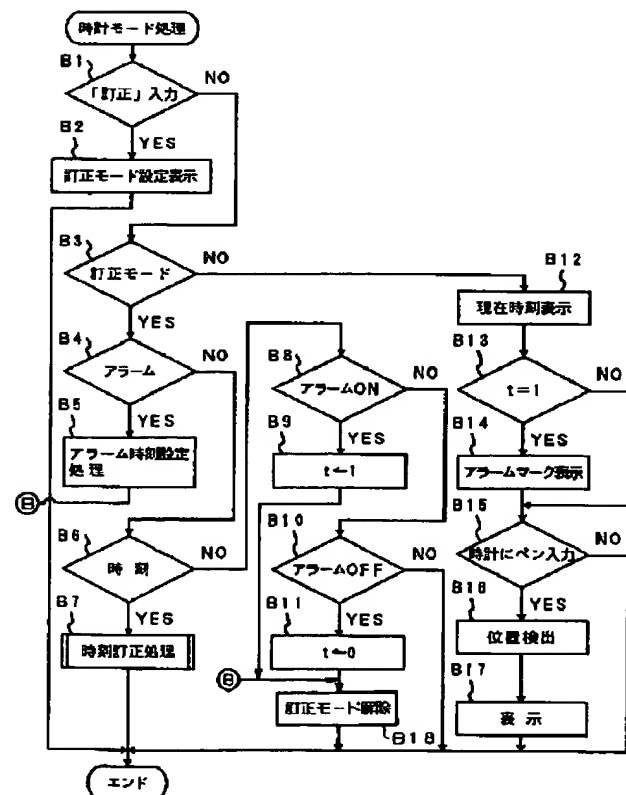 時計モード処理
B1
「訂正」入力
NO
YES
B2
訂正モード設定表示
B3
訂正モード
NO
YES
B4
アラーム
NO
YES
B5
アラーム時刻設定
処理
B
B6
時刻
NO
YES
B7
時刻訂正処理
エンド
B8
アラームON
NO
YES
B9
t←1
B10
アラームOFF
NO
YES
B11
t←0
B
訂正モード解除
B18
B12
現在時刻表示
B13
t=1
NO
YES
B14
アラームマーク表示
B15
時計にペン入力
NO
YES
B16
位置検出
B17
表示